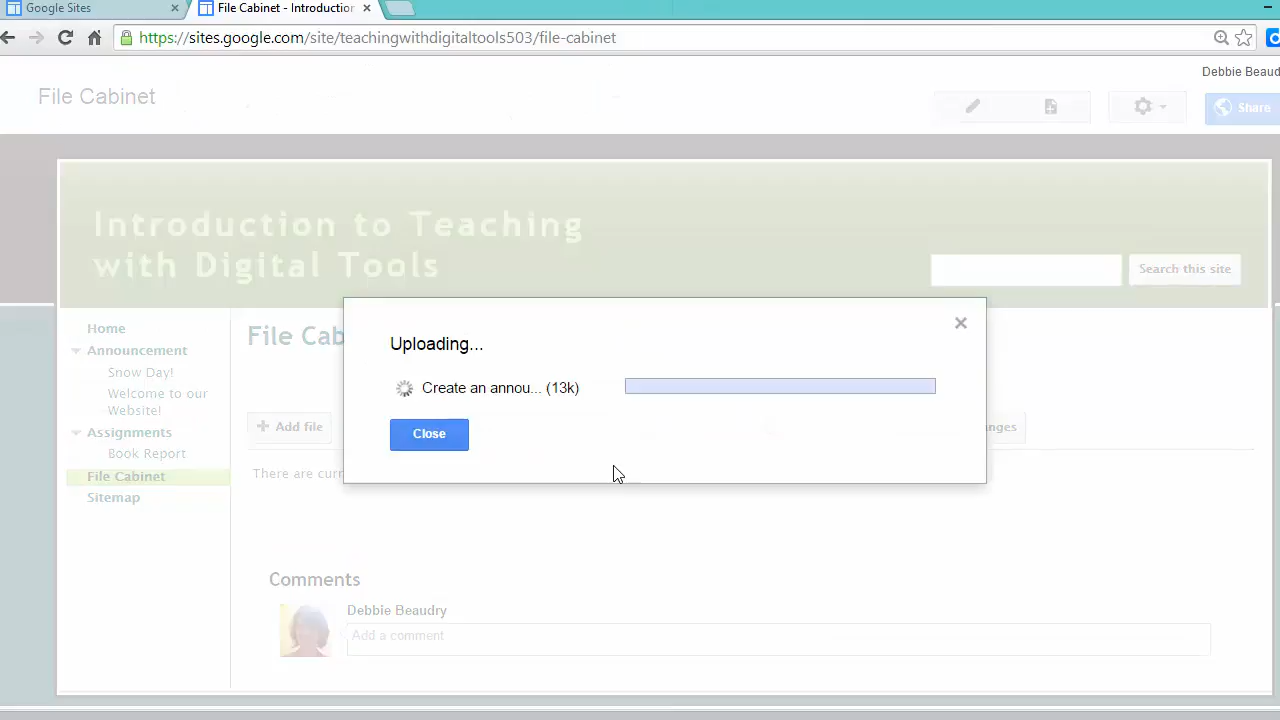 Google Sites
File Cabinet - Introduction
https://sites.google.com/site/teachingwithdigitaltools503/file-cabinet
Debbie Beaud
File Cabinet
Share
Introduction to Teaching
with Digital Tools
Search this site
Home
Announcement
Snow Day!
Welcome to our
Website!
Assignments
Book Report
File Cabinet
Sitemap
File Cab
Add file
anges
There are curr
Uploading...
Create an annou... (13k)
Close
Comments
Debbie Beaudry
Add a comment